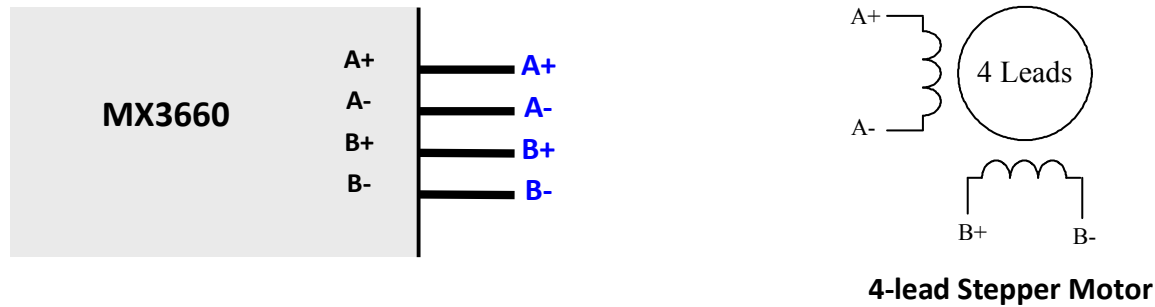 MX3660
A+
A-
B+
B-
A+
A-
B+
B-
A+
A-
4 Leads
B+
B-
4-lead Stepper Motor